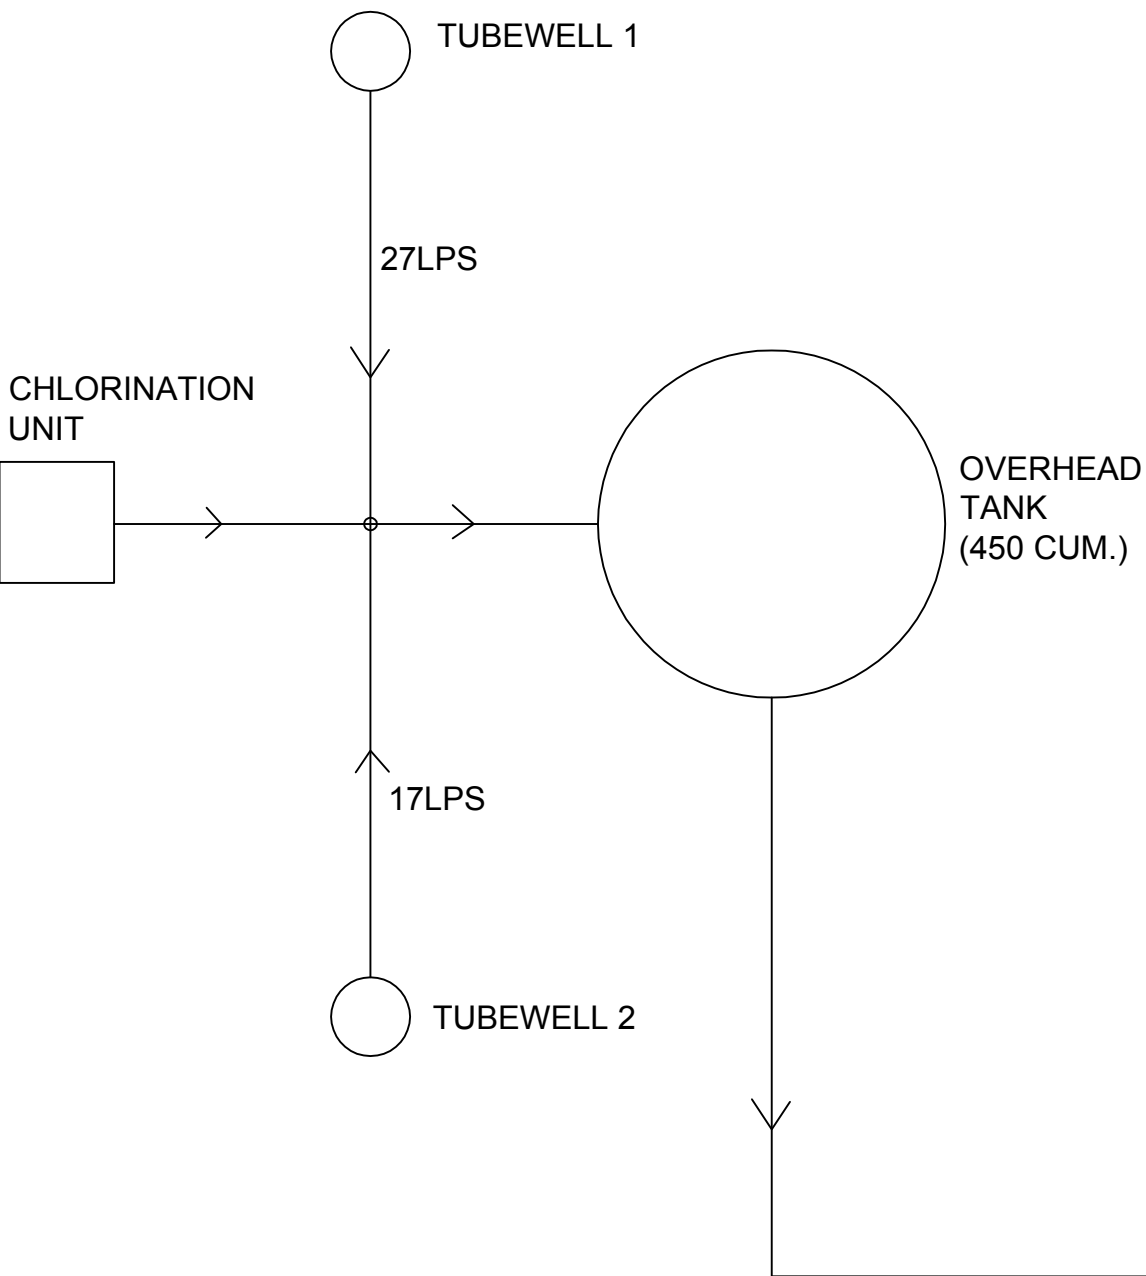 TUBEWELL 1
27LPS
CHLORINATION
UNIT
OVERHEAD
TANK
(450 CUM.)
17LPS
TUBEWELL 2